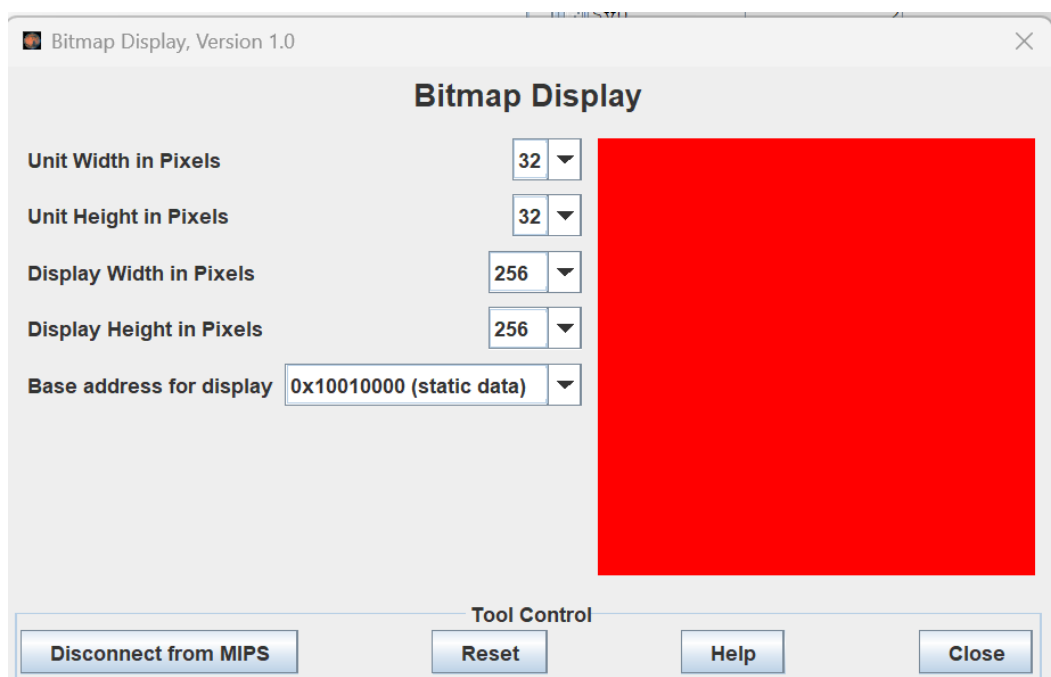 Bitmap Display, Version 1.0
Bitmap Display
Unit Width in Pixels 32
Unit Height in Pixels 32
Display Width in Pixels 256
Display Height in Pixels 256
Base address for display 0x10010000 (static data)
Tool Control
Disconnect from MIPS Reset Help Close